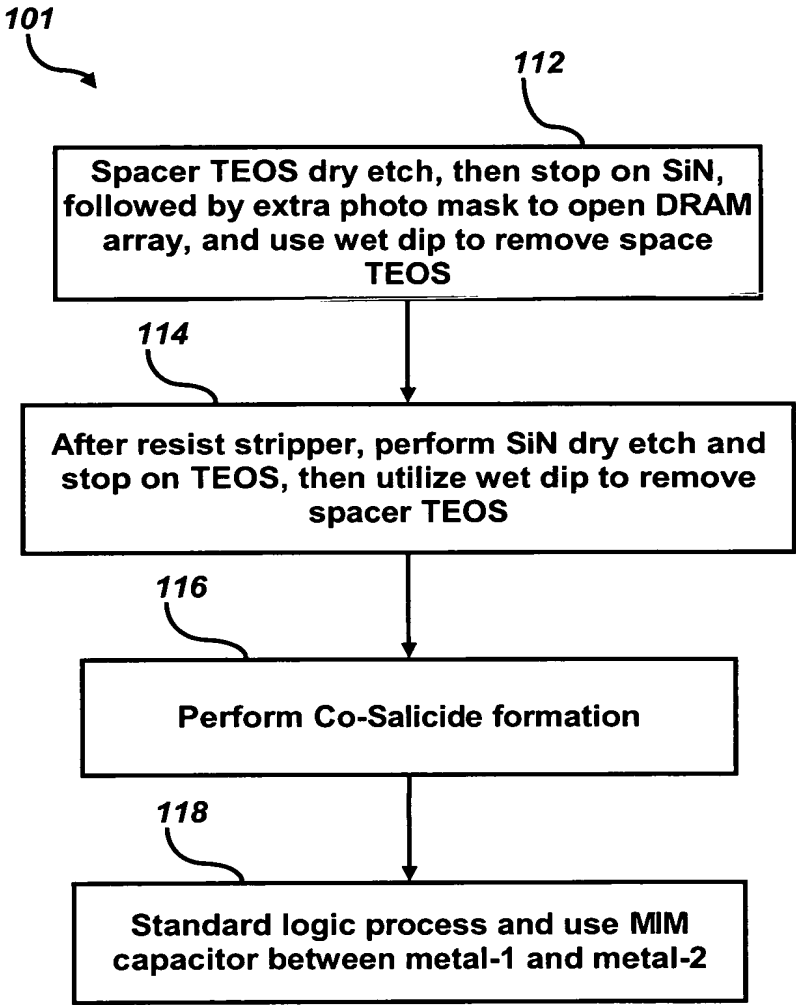 101
112
Spacer TEOS dry etch, then stop on SiN,
followed by extra photo mask to open DRAM
array, and use wet dip to remove space
TEOS
114
After resist stripper, perform SiN dry etch and
stop on TEOS, then utilize wet dip to remove
spacer TEOS
116
Perform Co-Salicide formation
118
Standard logic process and use MIM
capacitor between metal-1 and metal-2